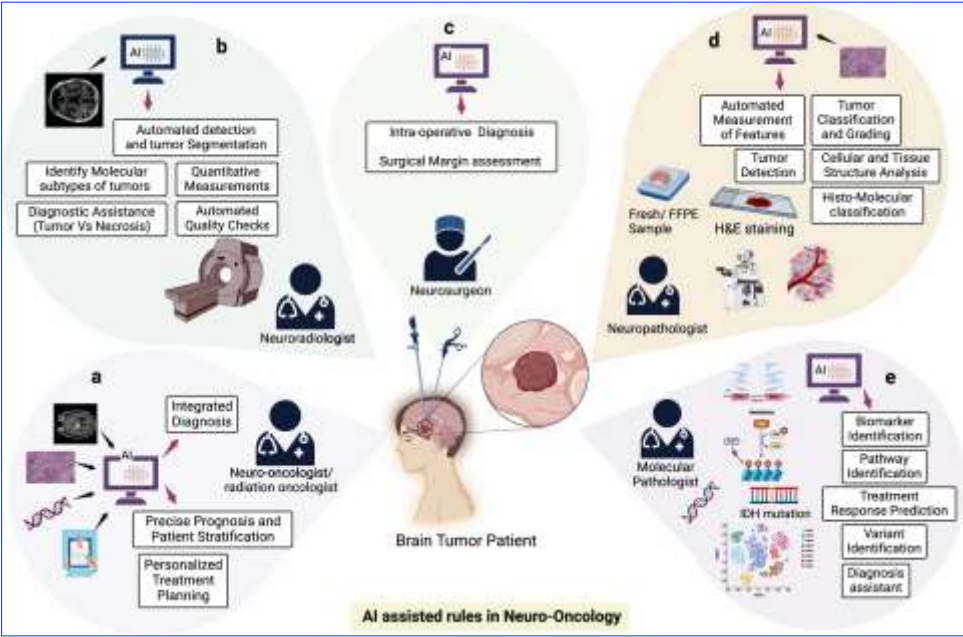 b
AI
Automated detection
and tumor Segmentation
Identify Molecular
subtypes of tumors
Quantitative
Measurements
Diagnostic Assistance
(Tumor Vs Necrosis)
Automated
Quality Checks
Neuroradiologist
c
AI
Intra-operative Diagnosis
Surgical Margin assessment
Neurosurgeon
d
AI
Automated
Measurement
of Features
Tumor
Classification
and Grading
Tumor
Detection
Cellular and Tissue
Structure Analysis
Histo-Molecular
classification
Fresh/ FFPE
Sample
H&E staining
Neuropathologist
a
AI
Integrated
Diagnosis
Neuro-oncologist/
radiation oncologist
Precise Prognosis and
Patient Stratification
Personalized
Treatment
Planning
Brain Tumor Patient
e
AI
Molecular
Pathologist
IDH mutation
Biomarker
Identification
Pathway
Identification
Treatment
Response Prediction
Variant
Identification
Diagnosis
assistant
AI assisted rules in Neuro-Oncology